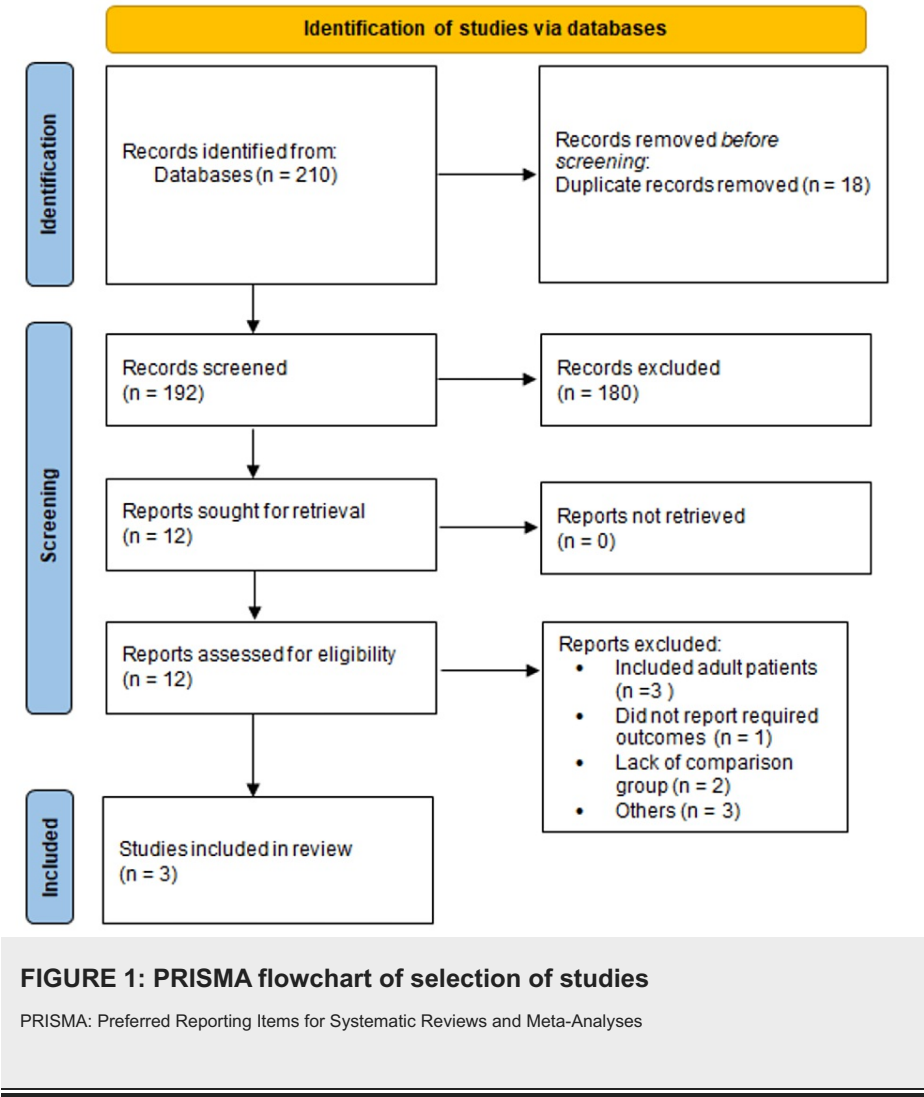 Identification of studies via databases
Identification
Records identified from:
Databases (n = 210)
Records removed before
screening:
Duplicate records removed (n = 18)
Screening
Records screened
(n = 192)
Records excluded
(n = 180)
Reports sought for retrieval
(n = 12)
Reports not retrieved
(n = 0)
Reports assessed for eligibility
(n = 12)
Reports excluded:
• Included adult patients
(n =3 )
• Did not report required
outcomes (n = 1)
• Lack of comparison
group (n = 2)
• Others (n = 3)
Included
Studies included in review
(n = 3)
FIGURE 1: PRISMA flowchart of selection of studies
PRISMA: Preferred Reporting Items for Systematic Reviews and Meta-Analyses